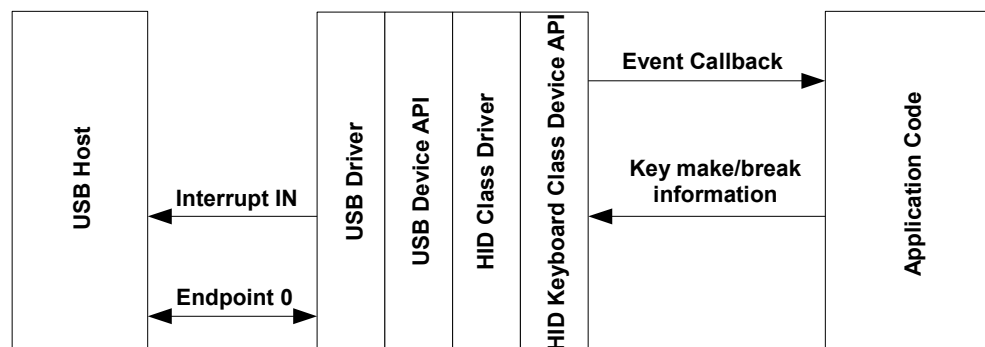 USB Host
Interrupt IN
Endpoint 0
USB Driver
USB Device API
HID Class Driver
HID Keyboard Class Device API
Event Callback
Key make/break
information
Application Code